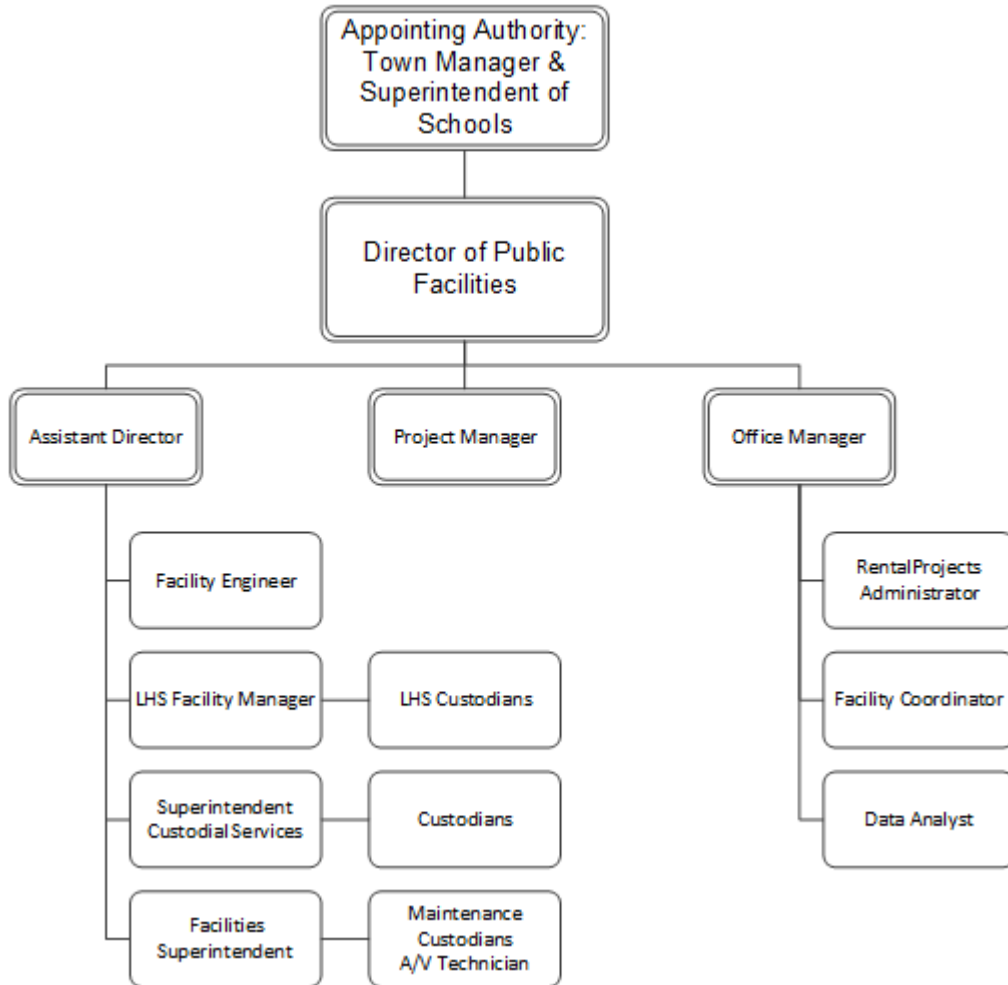 Appointing Authority:
Town Manager &
Superintendent of
Schools
Director of Public
Facilities
Assistant Director
Project Manager
Office Manager
Facility Engineer
RentalProjects
Administrator
LHS Facility Manager
LHS Custodians
Facility Coordinator
Superintendent
Custodial Services
Custodians
Data Analyst
Facilities
Superintendent
Maintenance
Custodians
A/V Technician